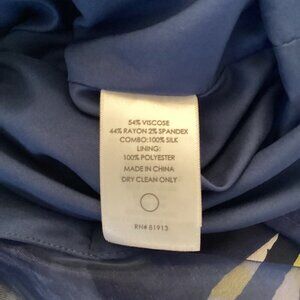 54% VISCOSE
44% RAYON 2% SPANDEX
COMBO:100% SILK
LINING:
100% POLYESTER
MADE IN CHINA
DRY CLEAN ONLY
RN# 81913